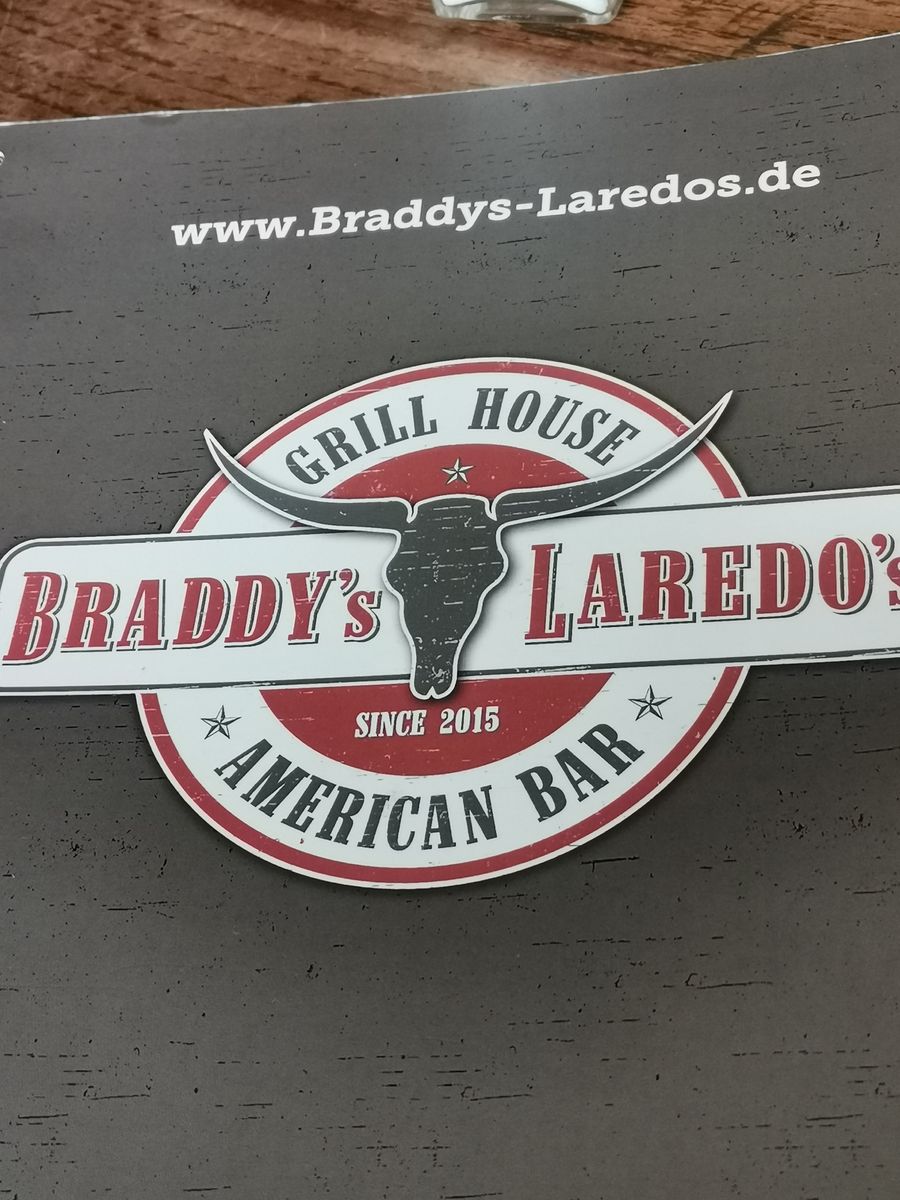 www.Braddys-Laredos.de
GRILL HOUSE
BRADDY's LAREDO's
SINCE 2015
AMERICAN BAR